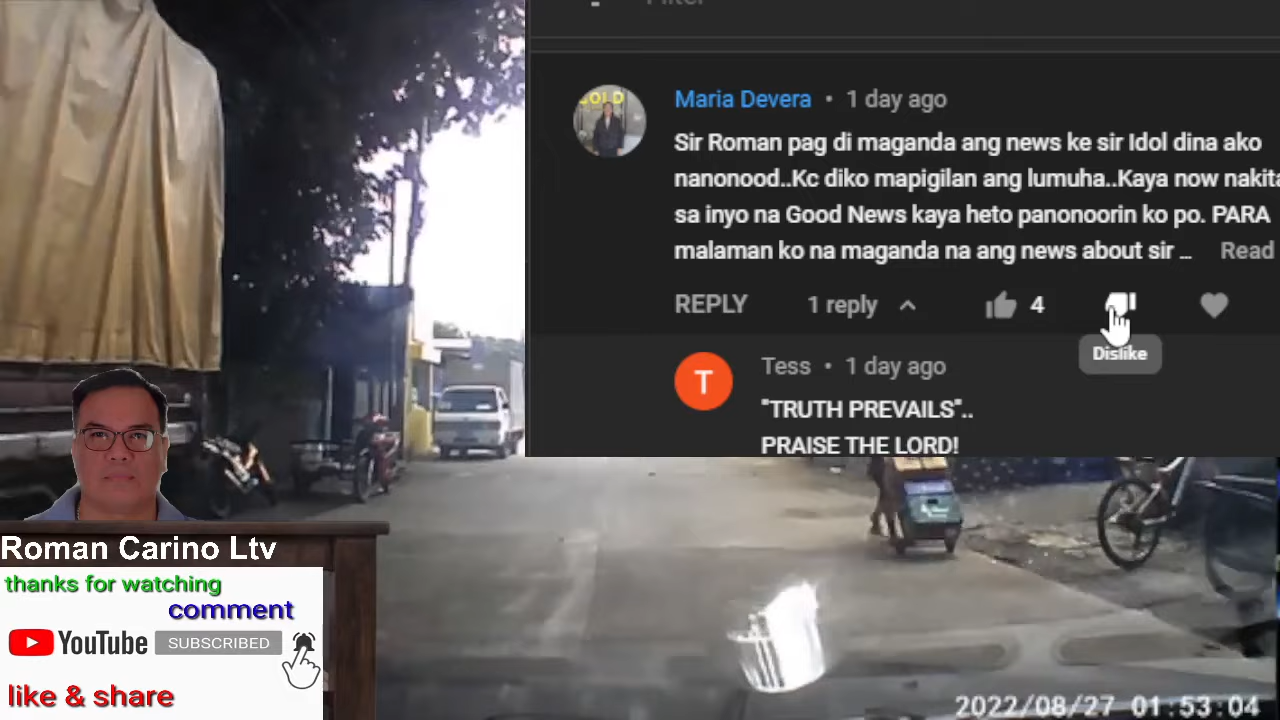 GOLD
Maria Devera • 1 day ago
Sir Roman pag di maganda ang news ke sir Idol dina ako
nanonood..Kc diko mapigilan ang lumuha..Kaya now nakita
sa inyo na Good News kaya heto panonoorin ko po. PARA
malaman ko na maganda na ang news about sir ... Read
REPLY 1 reply 4
Dislike
T
Tess • 1 day ago
"TRUTH PREVAILS"..
PRAISE THE LORD!
Roman Carino Ltv
thanks for watching
comment
YouTube SUBSCRIBED
like & share
2022/08/27 01:53:04